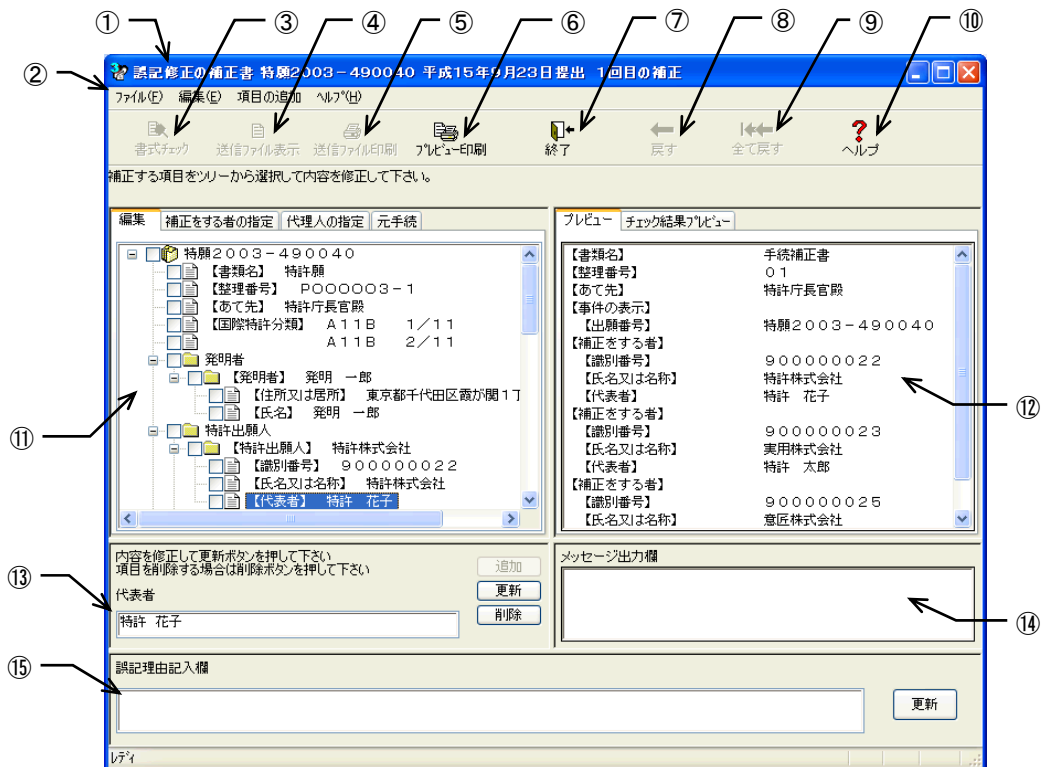 ① ③ ④ ⑤ ⑥ ⑦ ⑧ ⑨ ⑩
②
誤記修正の補正書 特願2003-490040 平成15年9月23日提出 1回目の補正
ﾌｧｲﾙ(F) 編集(E) 項目の追加 ﾍﾙﾌﾟ(H)
書式ﾁｪｯｸ 送信ﾌｧｲﾙ表示 送信ﾌｧｲﾙ印刷 ﾌﾟﾚﾋﾞｭｰ印刷 終了 戻す 全て戻す ヘルプ
補正する項目をツリーから選択して内容を修正して下さい。
編集 補正をする者の指定 代理人の指定 元手続
特願２００３－４９００４０
【書類名】 特許願
【整理番号】 Ｐ０００００３－１
【あて先】 特許庁長官殿
【国際特許分類】 Ａ１１Ｂ １／１１
Ａ１１Ｂ ２／１１
発明者
【発明者】 発明 一郎
【住所又は居所】 東京都千代田区霞が関１丁
【氏名】 発明 一郎
特許出願人
【特許出願人】 特許株式会社
【識別番号】 ９０００００００２２
【氏名又は名称】 特許株式会社
【代表者】 特許 花子
⑪
プレビュー チェック結果ﾌﾟﾚﾋﾞｭｰ
【書類名】 手続補正書
【整理番号】 ０１
【あて先】 特許庁長官殿
【事件の表示】
【出願番号】 特願２００３－４９００４０
【補正をする者】
【識別番号】 ９００００００２２
【氏名又は名称】 特許株式会社
【代表者】 特許 花子
【補正をする者】
【識別番号】 ９００００００２３
【氏名又は名称】 実用株式会社
【代表者】 特許 太郎
【補正をする者】
【識別番号】 ９００００００２５
【氏名又は名称】 意匠株式会社
⑫
内容を修正して更新ボタンを押して下さい
項目を削除する場合は削除ボタンを押して下さい
追加
更新
削除
⑬
代表者
特許 花子
メッセージ出力欄
⑭
⑮
誤記理由記入欄
更新
ﾚﾃﾞｨ